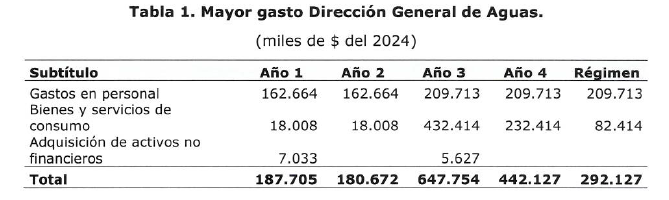 Tabla 1. Mayor gasto Dirección General de Aguas.
(miles de $ del 2024)
Subtítulo Año 1 Año 2 Año 3 Año 4 Régimen
Gastos en personal 162.664 162.664 209.713 209.713 209.713
Bienes y servicios de
consumo 18.008 18.008 432.414 232.414 82.414
Adquisición de activos no
financieros 7.033 5.627
Total 187.705 180.672 647.754 442.127 292.127